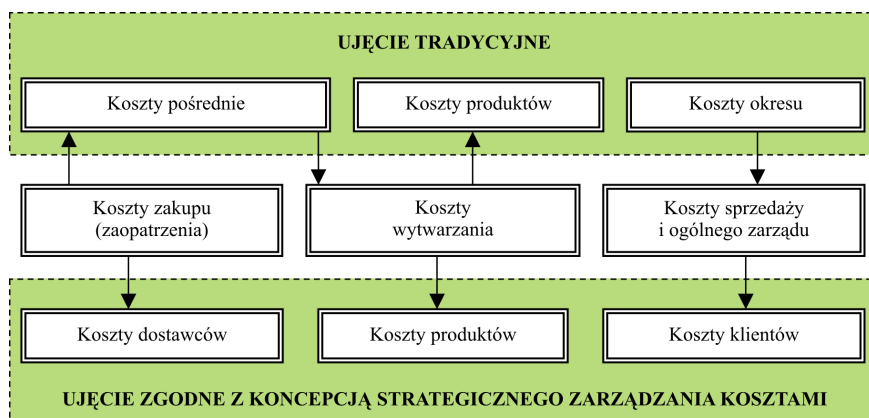 UJĘCIE TRADYCYJNE
Koszty pośrednie
Koszty produktów
Koszty okresu
Koszty zakupu
(zaopatrzenia)
Koszty
wytwarzania
Koszty sprzedaży
i ogólnego zarządu
Koszty dostawców
Koszty produktów
Koszty klientów
UJĘCIE ZGODNE Z KONCEPCJĄ STRATEGICZNEGO ZARZĄDZANIA KOSZTAMI